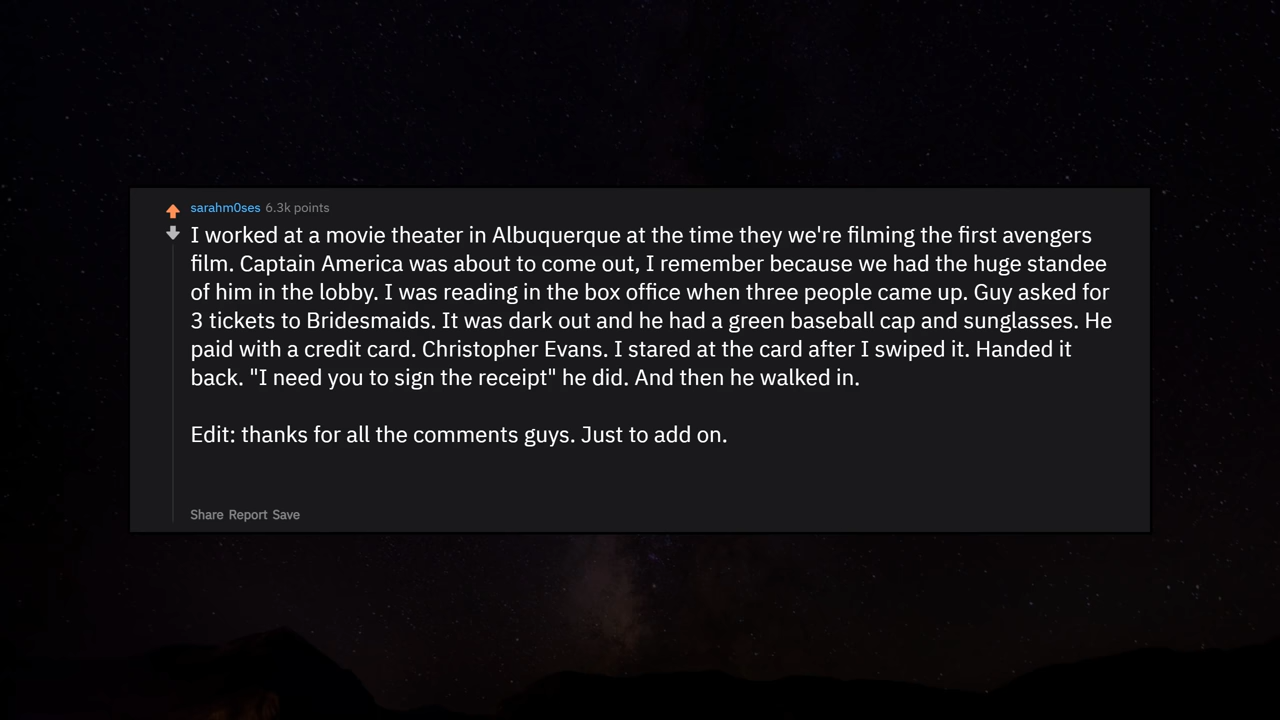 sarahm0ses 6.3k points
I worked at a movie theater in Albuquerque at the time they we're filming the first avengers
film. Captain America was about to come out, I remember because we had the huge standee
of him in the lobby. I was reading in the box office when three people came up. Guy asked for
3 tickets to Bridesmaids. It was dark out and he had a green baseball cap and sunglasses. He
paid with a credit card. Christopher Evans. I stared at the card after I swiped it. Handed it
back. "I need you to sign the receipt" he did. And then he walked in.
Edit: thanks for all the comments guys. Just to add on.
Share Report Save